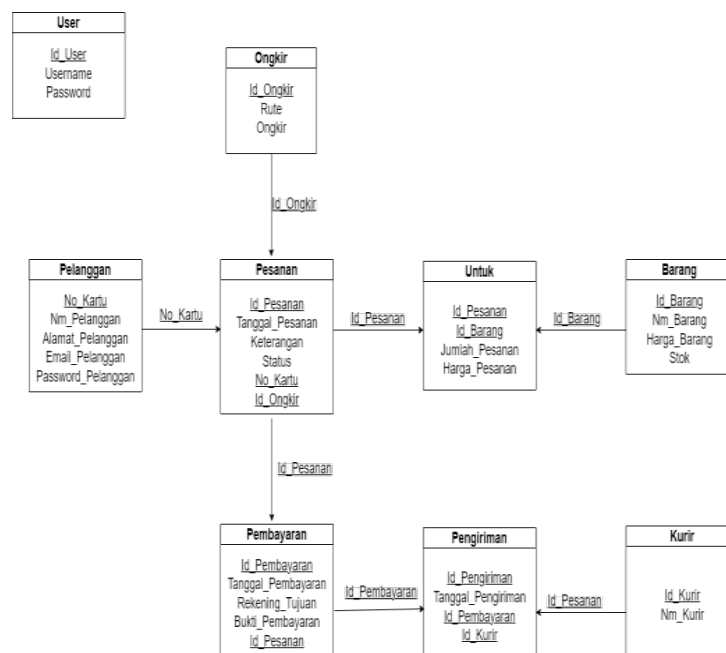 User
Id_User
Username
Password
Ongkir
Id_Ongkir
Rute
Ongkir
Id_Ongkir
Pelanggan
No_Kartu
Nm_Pelanggan
Alamat_Pelanggan
Email_Pelanggan
Password_Pelanggan
No_Kartu
Pesanan
Id_Pesanan
Tanggal_Pesanan
Keterangan
Status
No_Kartu
Id_Ongkir
Id_Pesanan
Untuk
Id_Pesanan
Id_Barang
Jumlah_Pesanan
Harga_Pesanan
Id_Barang
Barang
Id_Barang
Nm_Barang
Harga_Barang
Stok
Id_Pesanan
Pembayaran
Id_Pembayaran
Tanggal_Pembayaran
Rekening_Tujuan
Bukti_Pembayaran
Id_Pesanan
Id_Pembayaran
Pengiriman
Id_Pengiriman
Tanggal_Pengiriman
Id_Pembayaran
Id_Kurir
Id_Pesanan
Kurir
Id_Kurir
Nm_Kurir